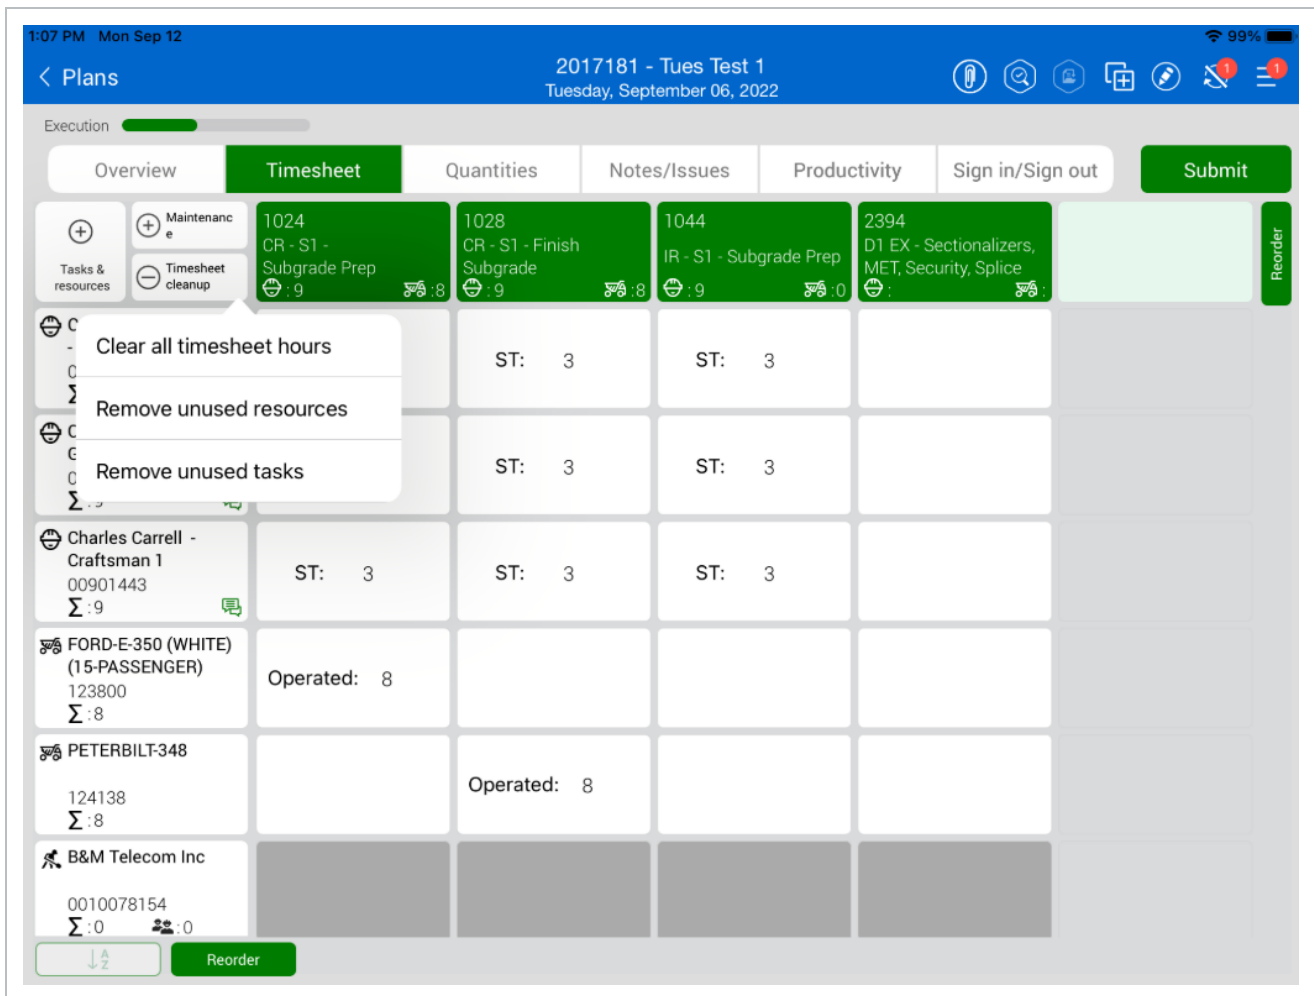 1:07 PM Mon Sep 12
99%
Plans
2017181 - Tues Test 1
Tuesday, September 06, 2022
1
1
Execution
Overview
Timesheet
Quantities
Notes/Issues
Productivity
Sign in/Sign out
Submit
Tasks &
resources
Maintenanc
e
Timesheet
cleanup
1024
CR - S1 -
Subgrade Prep
:9 :8
1028
CR - S1 - Finish
Subgrade
:9 :8
1044
IR - S1 - Subgrade Prep
:9 :0
2394
D1 EX - Sectionalizers,
MET, Security, Splice
: :
Reorder
Clear all timesheet hours
Remove unused resources
Remove unused tasks
C
-
0
Σ
ST: 3
ST: 3
C
G
0
Σ:9
ST: 3
ST: 3
Charles Carrell -
Craftsman 1
00901443
Σ:9
ST: 3
ST: 3
ST: 3
FORD-E-350 (WHITE)
(15-PASSENGER)
123800
Σ:8
Operated: 8
PETERBILT-348
124138
Σ:8
Operated: 8
B&M Telecom Inc
0010078154
Σ:0 :0
A
Z
Reorder